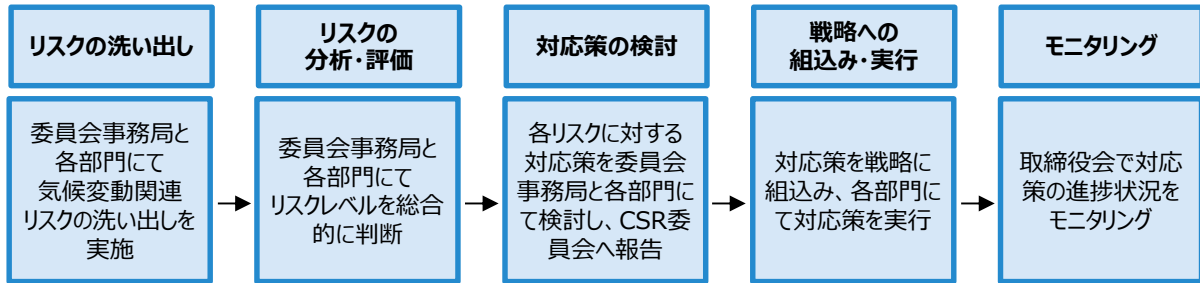 リスクの洗い出し
リスクの
分析・評価
対応策の検討
戦略への
組込み・実行
モニタリング
委員会事務局と
各部門にて
気候変動関連
リスクの洗い出しを
実施
委員会事務局と
各部門にて
リスクレベルを総合
的に判断
各リスクに対する
対応策を委員会
事務局と各部門に
て検討し、CSR委
員会へ報告
対応策を戦略に
組込み、各部門に
て対応策を実行
取締役会で対応
策の進捗状況を
モニタリング